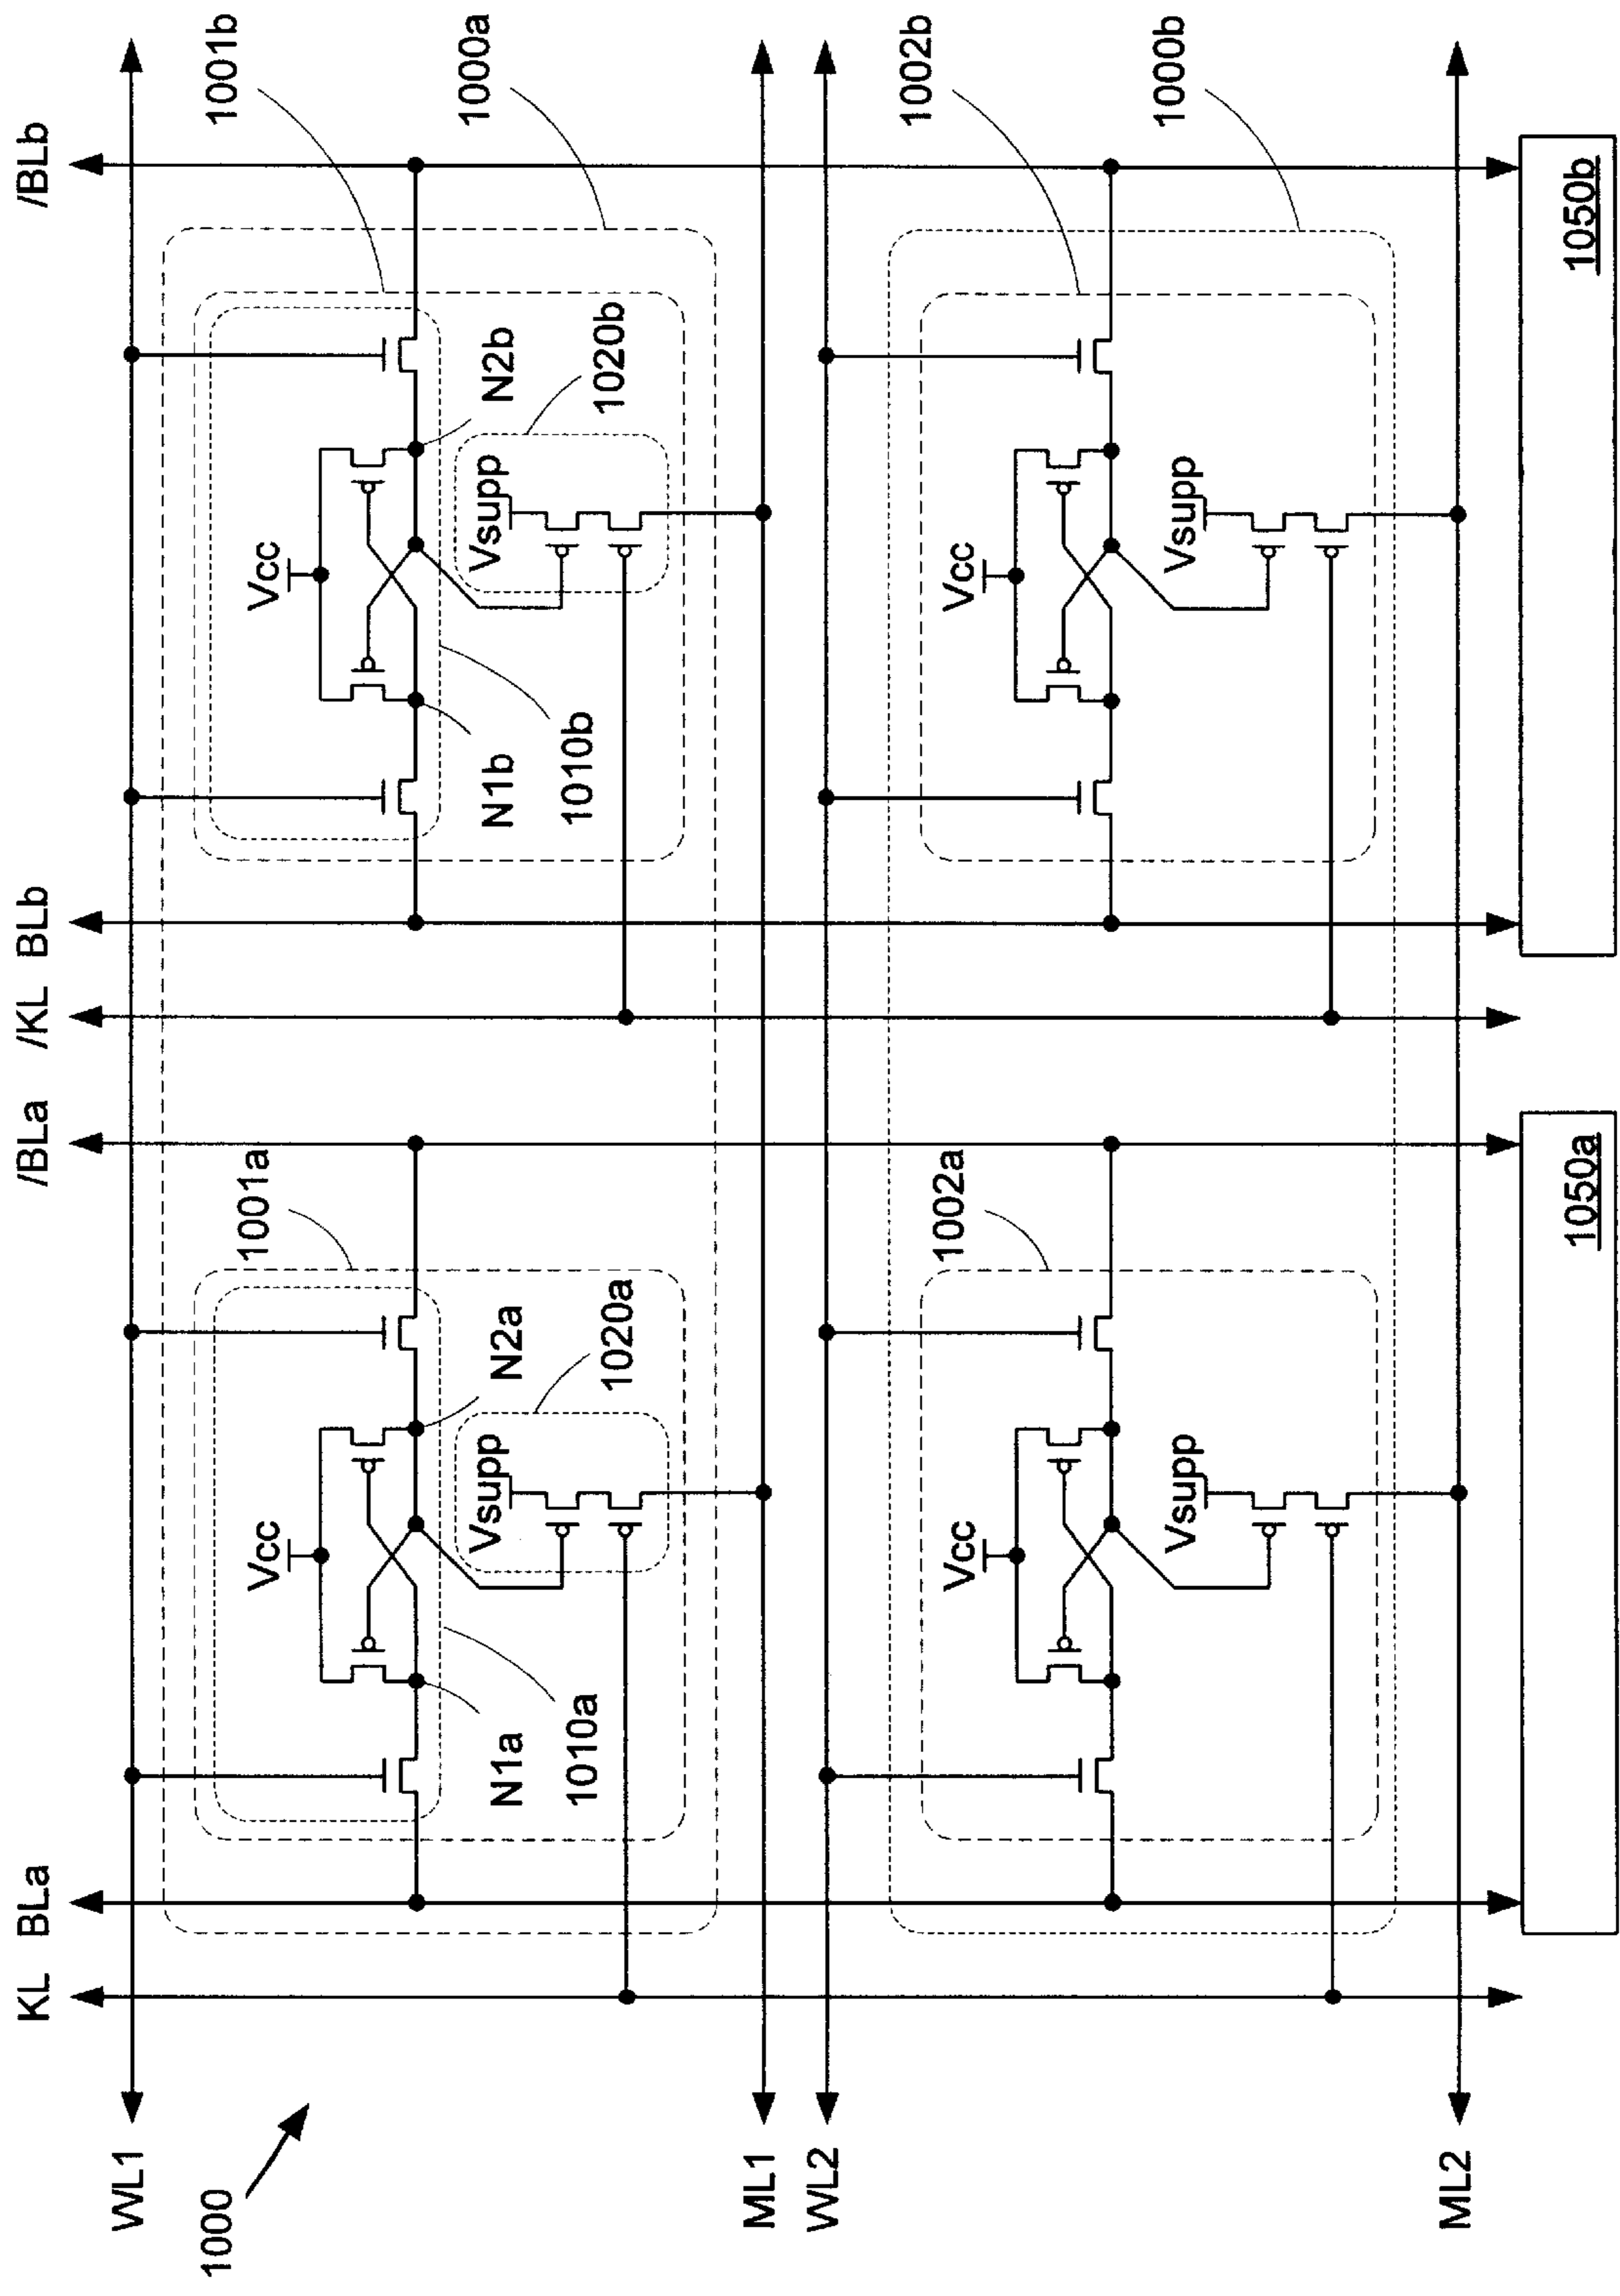 KL BLa /BLa /KL BLb /BLb
WL1
1000
1001a
1001b
1000a
Vcc
Vcc
N1a
N2a
N1b
N2b
1010a
1020a
1010b
1020b
Vsupp
Vsupp
ML1
WL2
1002a
1002b
1000b
Vcc
Vcc
Vsupp
Vsupp
ML2
1050a
1050b